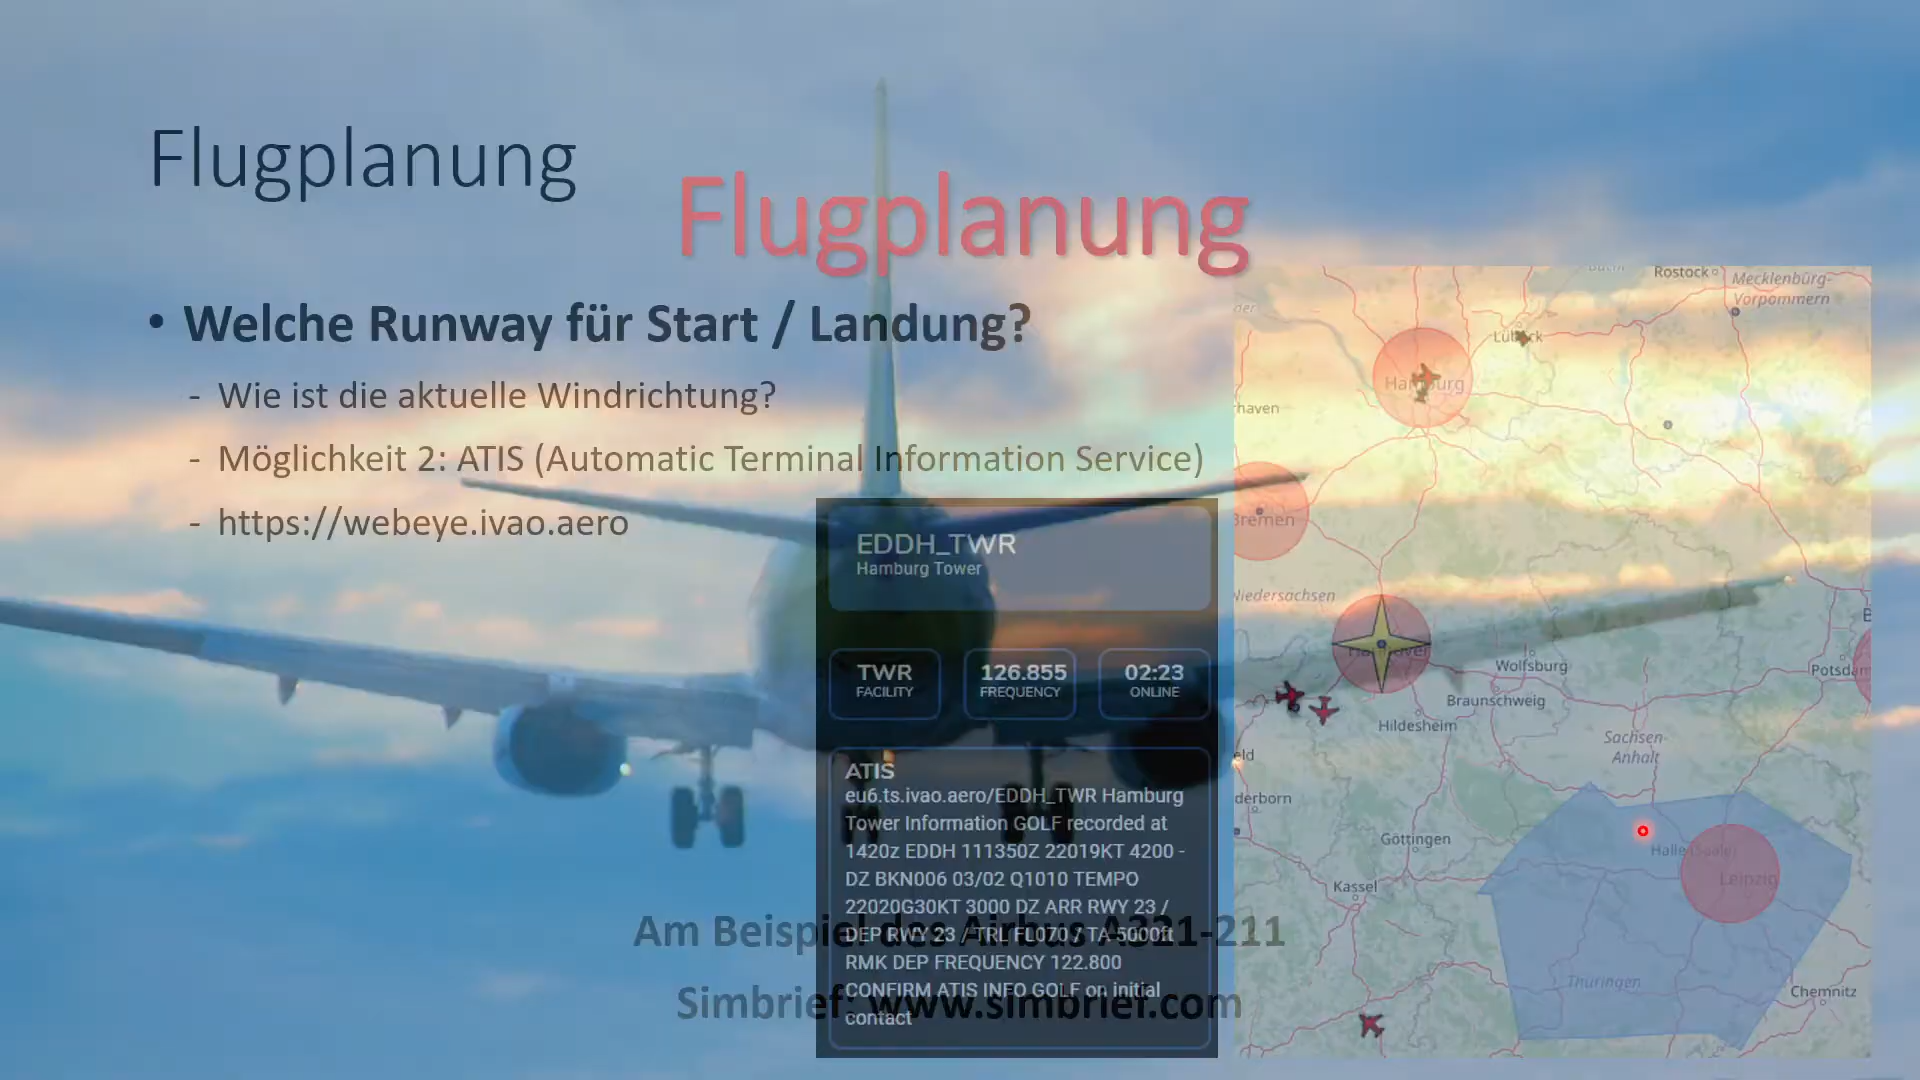 Flugplanung
Flugplanung
• Welche Runway für Start / Landung?
- Wie ist die aktuelle Windrichtung?
- Möglichkeit 2: ATIS (Automatic Terminal Information Service)
- https://webeye.ivao.aero
EDDH_TWR
Hamburg Tower
TWR
FACILITY
126.855
FREQUENCY
02:23
ONLINE
ATIS
eu6.ts.ivao.aero/EDDH_TWR Hamburg
Tower Information GOLF recorded at
1420z EDDH 111350Z 22019KT 4200 -
DZ BKN006 03/02 Q1010 TEMPO
22020G30KT 3000 DZ ARR RWY 23 /
DEP RWY 23 / TRL FL070 / TA 5000ft
RMK DEP FREQUENCY 122.800
CONFIRM ATIS INFO GOLF on initial
contact
Am Beispiel des Airbus A321-211
Simbrief: www.simbrief.com
Rostock
Mecklenburg-
Vorpommern
Lübeck
Hamburg
haven
Bremen
Niedersachsen
Hannover
Wolfsburg
Potsdam
Braunschweig
Hildesheim
Sachsen-
Anhalt
eld
derborn
Göttingen
Halle (Saale)
Kassel
Leipzig
Thüringen
Chemnitz